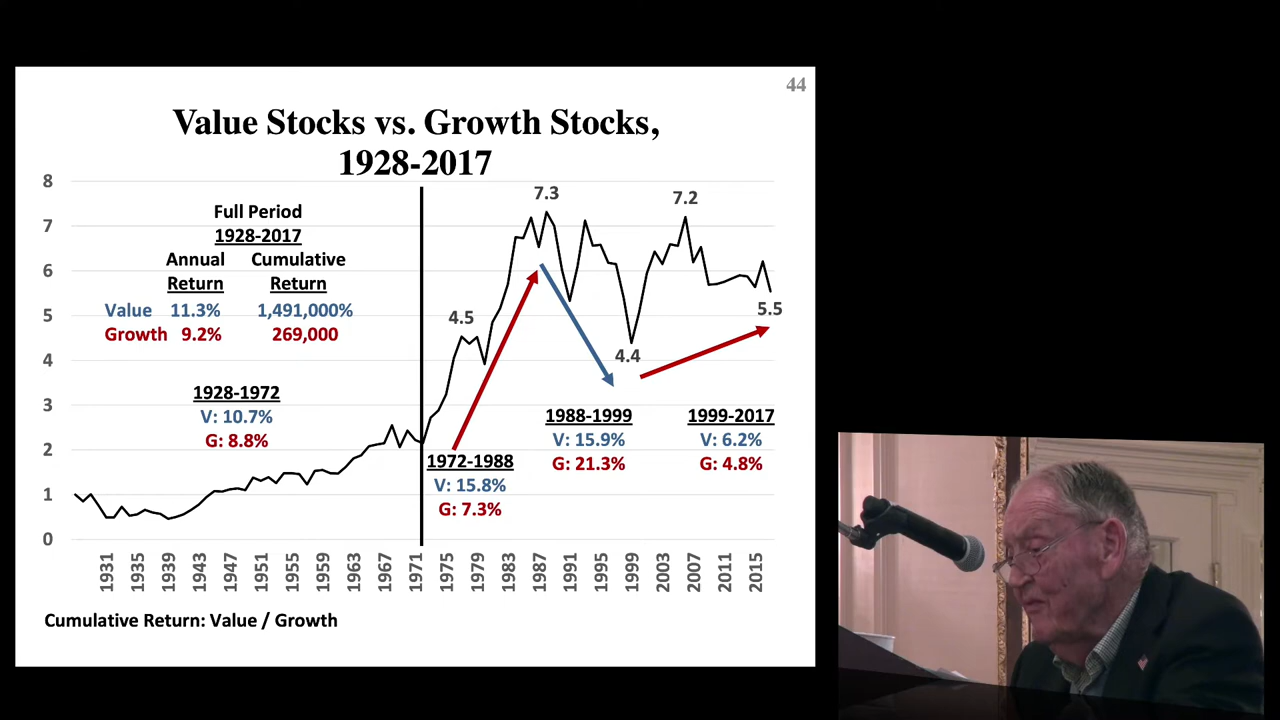 44
Value Stocks vs. Growth Stocks,
1928-2017
8
7
6
5
4
3
2
1
0
Full Period
1928-2017
Annual Cumulative
Return Return
Value 11.3% 1,491,000%
Growth 9.2% 269,000
1928-1972
V: 10.7%
G: 8.8%
4.5
7.3
7.2
4.4
5.5
1972-1988
V: 15.8%
G: 7.3%
1988-1999
V: 15.9%
G: 21.3%
1999-2017
V: 6.2%
G: 4.8%
1931 1935 1939 1943 1947 1951 1955 1959 1963 1967 1971 1975 1979 1983 1987 1991 1995 1999 2003 2007 2011 2015
Cumulative Return: Value / Growth